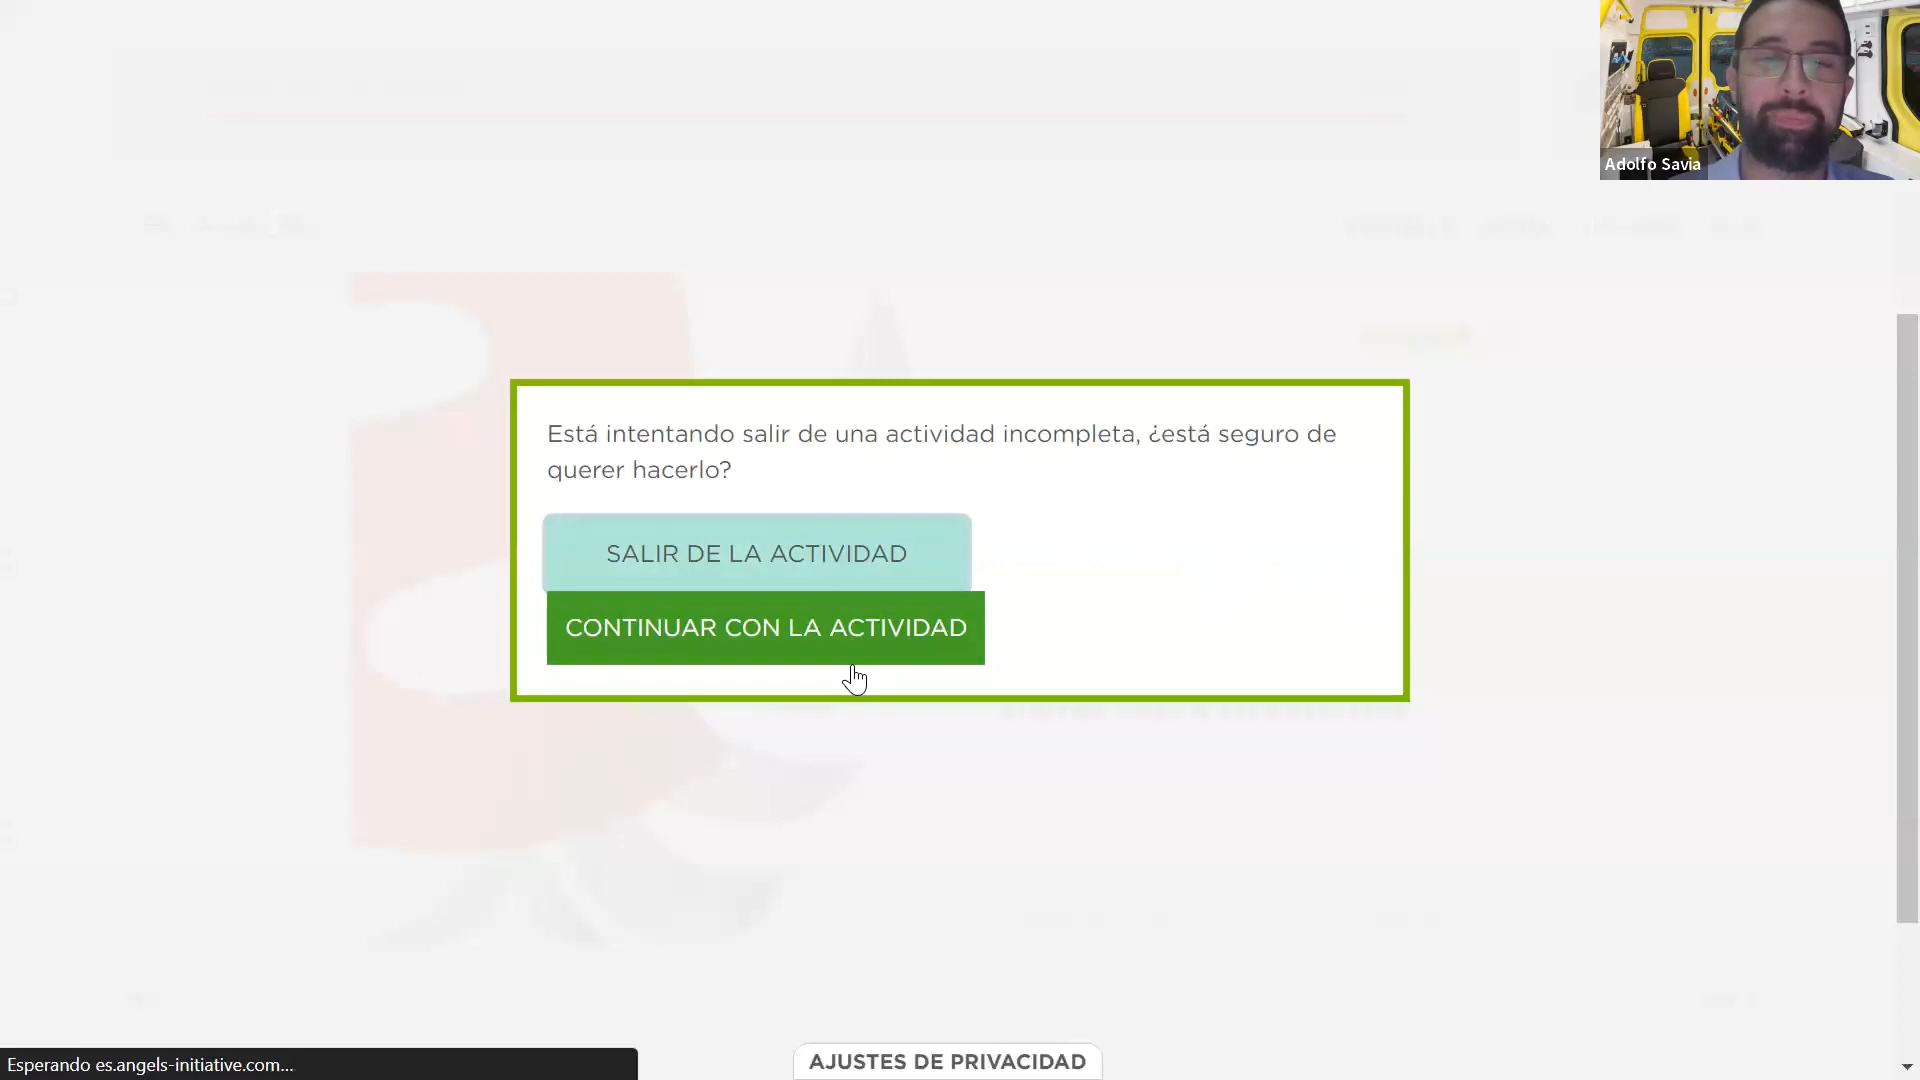 Adolfo Savia
Está intentando salir de una actividad incompleta, ¿está seguro de
querer hacerlo?
SALIR DE LA ACTIVIDAD
CONTINUAR CON LA ACTIVIDAD
Esperando es.angels-initiative.com...
AJUSTES DE PRIVACIDAD